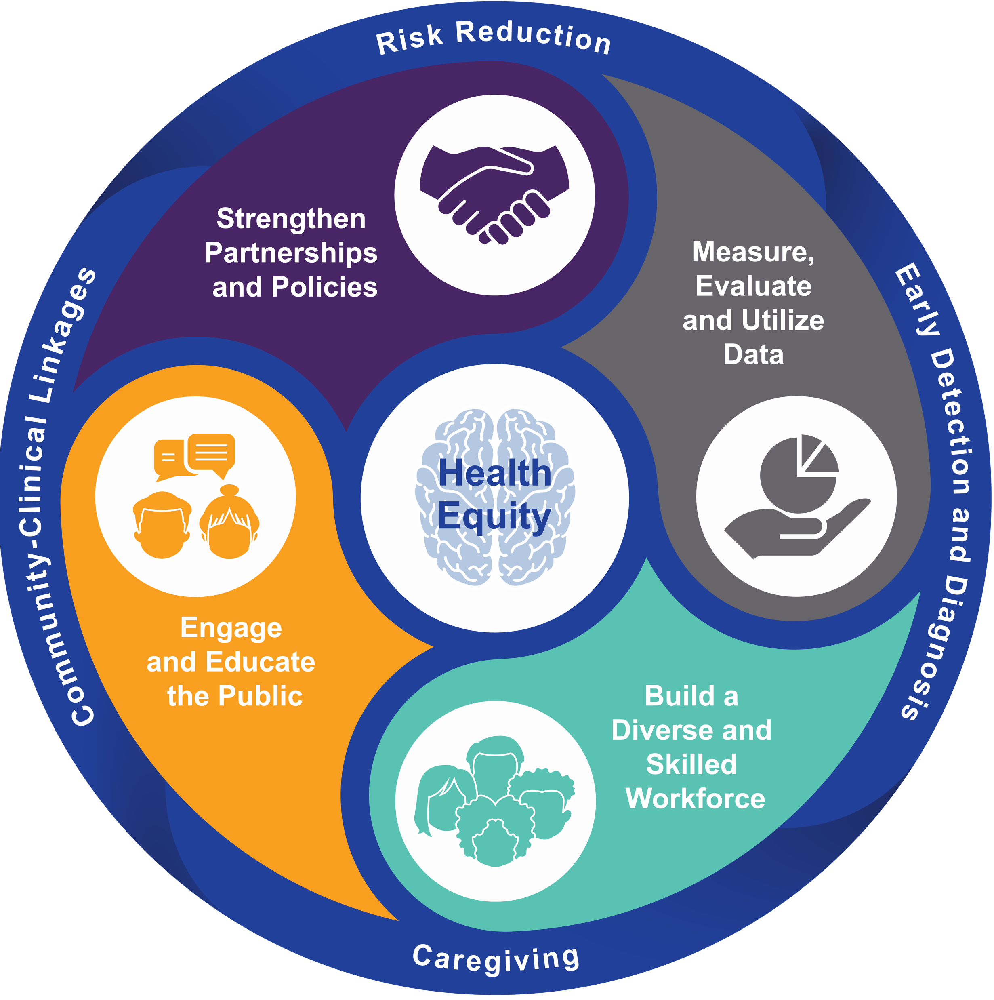 Risk Reduction
Strengthen
Partnerships
and Policies
Measure,
Evaluate
and Utilize
Data
Early Detection and Diagnosis
Community-Clinical Linkages
Health
Equity
Engage
and Educate
the Public
Build a
Diverse and
Skilled
Workforce
Caregiving